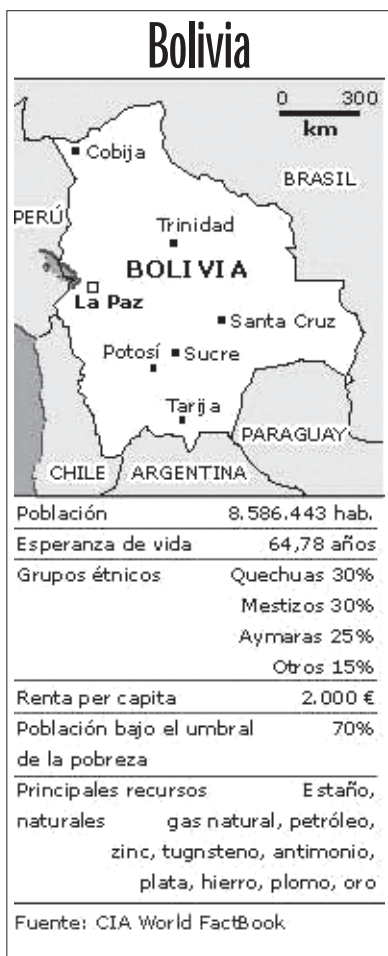 Bolivia
0 300
km
Cobija
BRASIL
PERÚ
Trinidad
BOLIVIA
La Paz
Santa Cruz
Potosí Sucre
Tarija
PARAGUAY
CHILE ARGENTINA
Población 8.586.443 hab.
Esperanza de vida 64,78 años
Grupos étnicos Quechuas 30%
Mestizos 30%
Aymaras 25%
Otros 15%
Renta per capita 2.000 €
Población bajo el umbral 70%
de la pobreza
Principales recursos Estaño,
naturales gas natural, petróleo,
zinc, tugnsteno, antimonio,
plata, hierro, plomo, oro
Fuente: CIA World FactBook